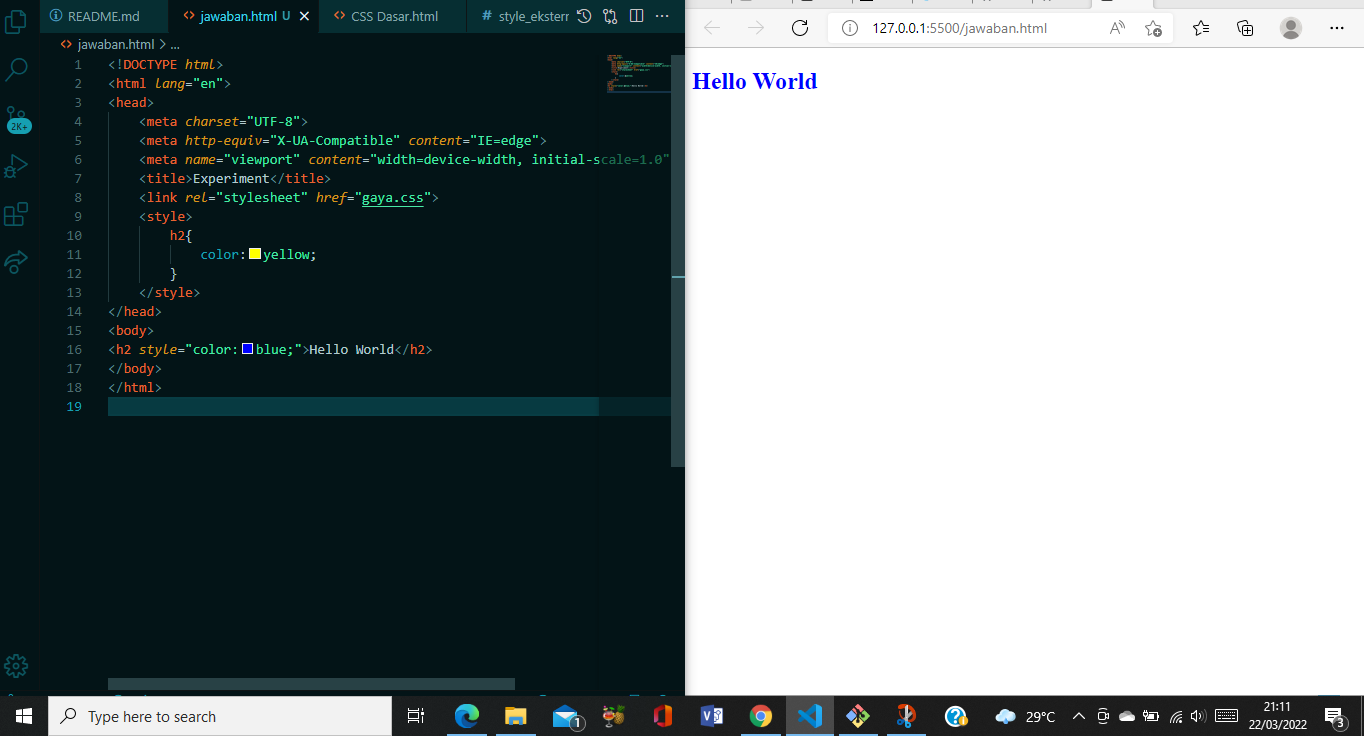 README.md
jawaban.html U
CSS Dasar.html
# style_ekstern
jawaban.html > ...
127.0.0.1:5500/jawaban.html
2K+
1 <!DOCTYPE html>
2 <html lang="en">
3 <head>
4 <meta charset="UTF-8">
5 <meta http-equiv="X-UA-Compatible" content="IE=edge">
6 <meta name="viewport" content="width=device-width, initial-scale=1.0"
7 <title>Experiment</title>
8 <link rel="stylesheet" href="gaya.css">
9 <style>
10 h2{
11 color: yellow;
12 }
13 </style>
14 </head>
15 <body>
16 <h2 style="color: blue;">Hello World</h2>
17 </body>
18 </html>
19
Hello World
Type here to search
1
29°C
21:11
22/03/2022
3